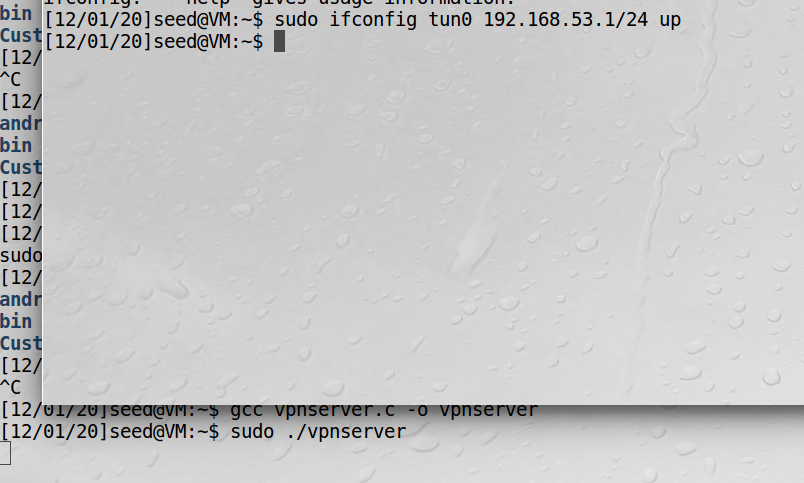 ifconfig: `--help' gives usage information.
[12/01/20]seed@VM:~$ sudo ifconfig tun0 192.168.53.1/24 up
[12/01/20]seed@VM:~$
bin
Cust
[12/
^C
[12/
andr
bin
Cust
[12/
[12/
[12/
sudo
[12/
andr
bin
Cust
[12/
^C
[12/01/20]seed@VM:~$ gcc vpnserver.c -o vpnserver
[12/01/20]seed@VM:~$ sudo ./vpnserver